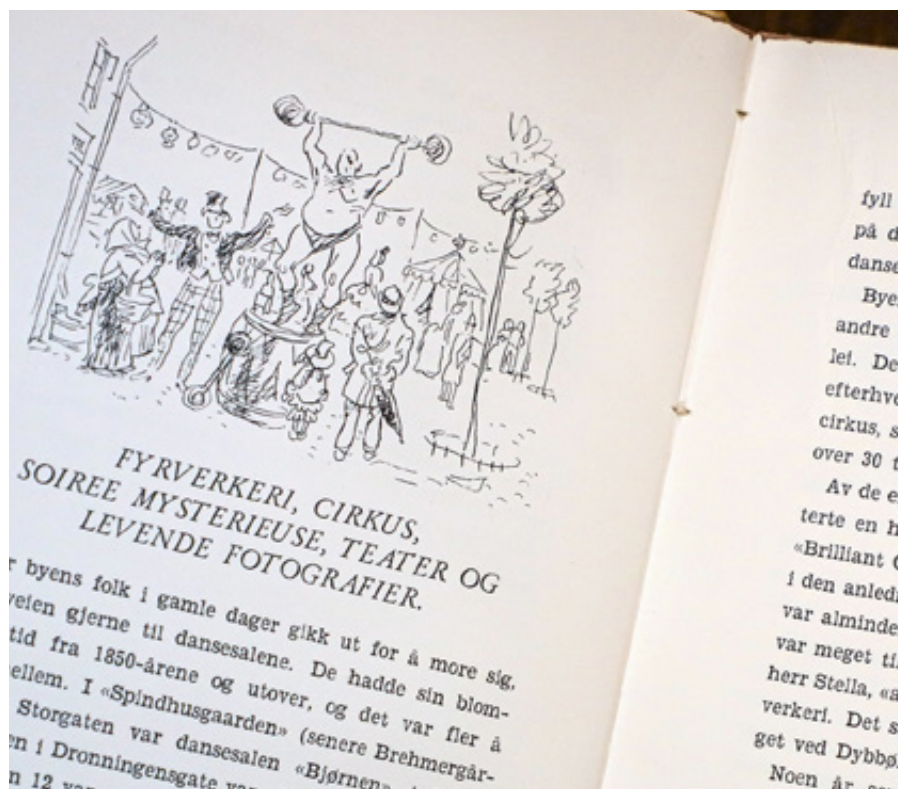 FYRVERKERI, CIRKUS,
SOIREE MYSTERIEUSE, TEATER OG
LEVENDE FOTOGRAFIER.
byens folk i gamle dager gikk ut for å more sig,
veien gjerne til dansesalene. De hadde sin blom-
tid fra 1850-årene og utover, og det var fler å
ellem. I «Spindhusgaarden» (senere Brehmergår-
Storgaten var dansesalen «Bjørnen»
en i Dronningensgate
12
fyll
på d
danse
Bye
andre
lei. De
efterhve
cirkus, s
over 30 t
Av de e
terte en h
«Brilliant
i den anled
var alminde
var meget ti
herr Stella, «a
verkeri. Det s
get ved Dybbø
Noen år